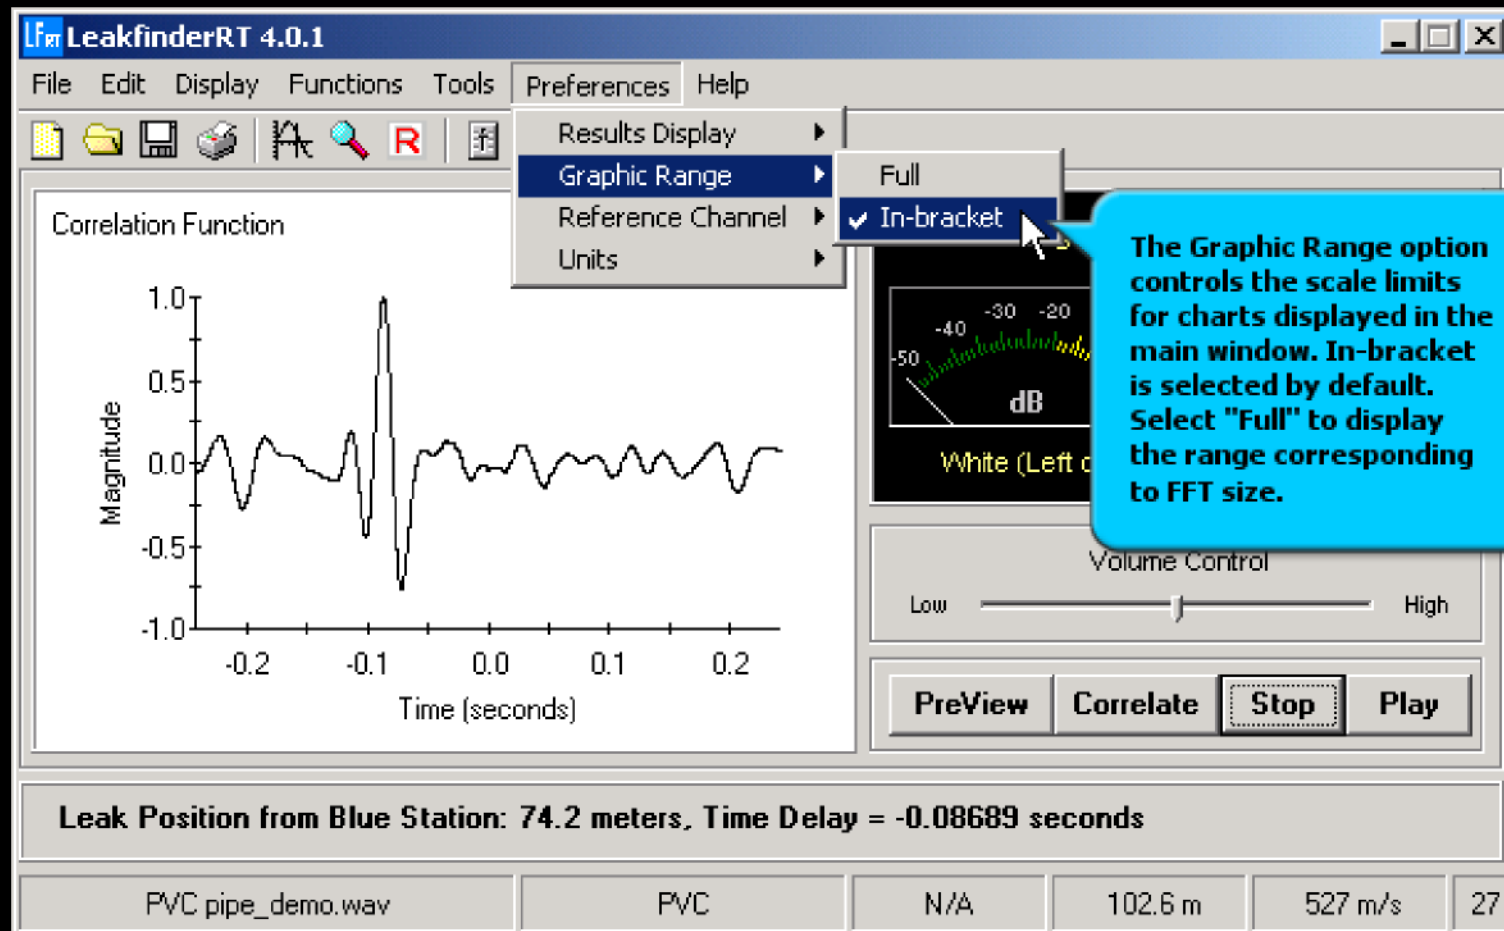 LFRT LeakfinderRT 4.0.1
File Edit Display Functions Tools Preferences Help
R
Results Display
Graphic Range
Reference Channel
Units
Full
In-bracket
The Graphic Range option
controls the scale limits
for charts displayed in the
main window. In-bracket
is selected by default.
Select "Full" to display
the range corresponding
to FFT size.
Correlation Function
1.0
0.5
0.0
-0.5
-1.0
Magnitude
-0.2 -0.1 0.0 0.1 0.2
Time (seconds)
-50 -40 -30 -20
dB
White (Left
Volume Control
Low High
PreView Correlate Stop Play
Leak Position from Blue Station: 74.2 meters, Time Delay = -0.08689 seconds
PVC pipe_demo.wav PVC N/A 102.6 m 527 m/s 27